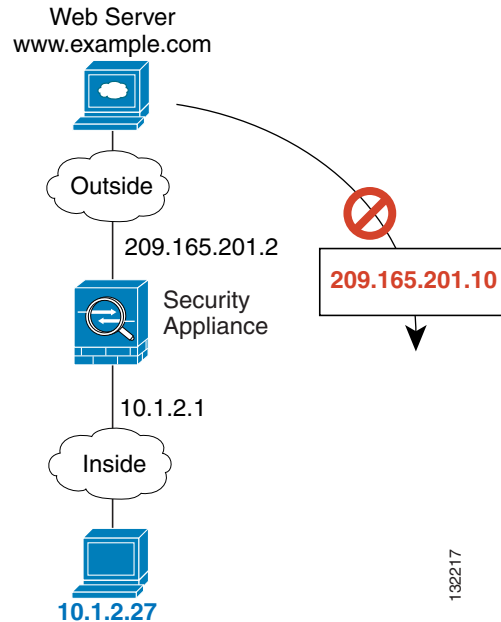 Web Server
www.example.com
Outside
209.165.201.2
209.165.201.10
Security
Appliance
10.1.2.1
Inside
10.1.2.27
132217